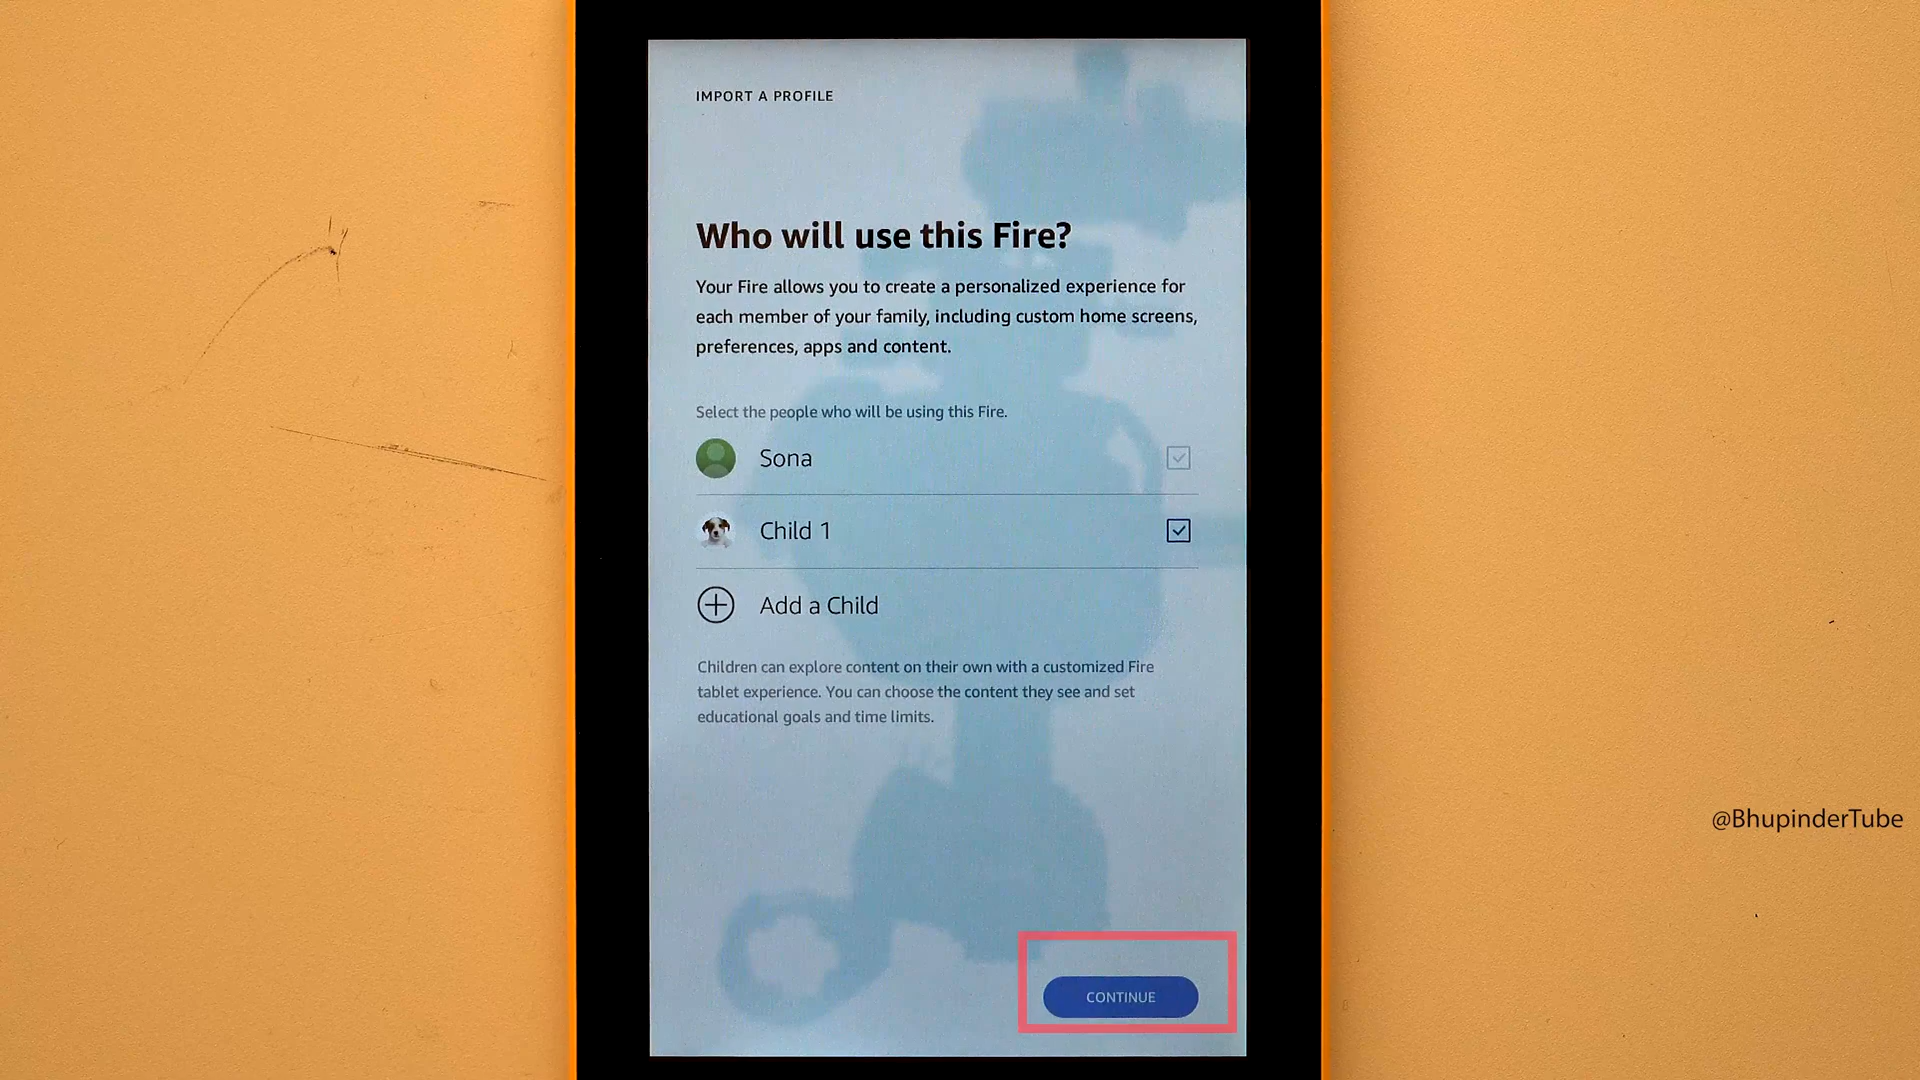 IMPORT A PROFILE
Who will use this Fire?
Your Fire allows you to create a personalized experience for
each member of your family, including custom home screens,
preferences, apps and content.
Select the people who will be using this Fire.
Sona
Child 1
Add a Child
Children can explore content on their own with a customized Fire
tablet experience. You can choose the content they see and set
educational goals and time limits.
CONTINUE
@BhupinderTube